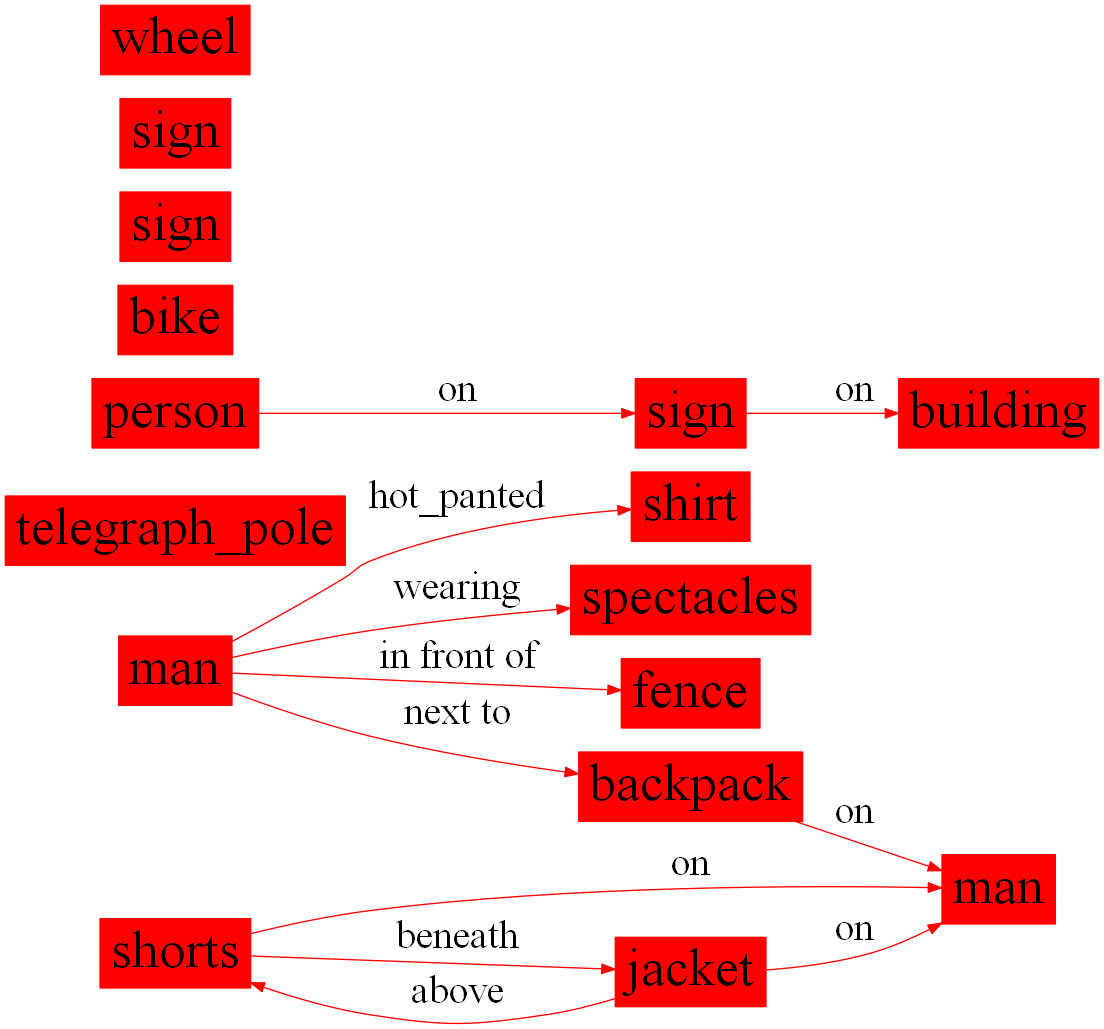 wheel
sign
sign
bike
person on sign on building
hot_panted shirt
telegraph_pole
wearing spectacles
man in front of fence
next to backpack
on
on man
shorts beneath jacket on
above